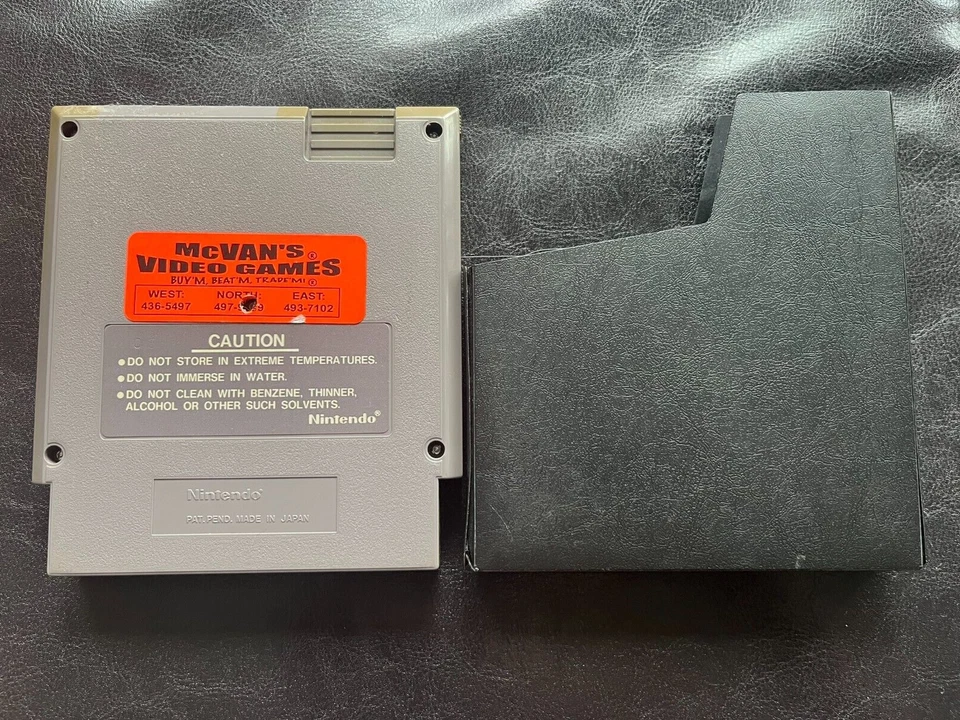 McVAN'S®
VIDEO GAMES
BUY'M, BEAT'M, TRADE'M!®
WEST: NORTH: EAST:
436-5497 493-7102
CAUTION
●DO NOT STORE IN EXTREME TEMPERATURES.
●DO NOT IMMERSE IN WATER.
●DO NOT CLEAN WITH BENZENE, THINNER,
ALCOHOL OR OTHER SUCH SOLVENTS.
Nintendo®
Nintendo®
PAT. PEND. MADE IN JAPAN